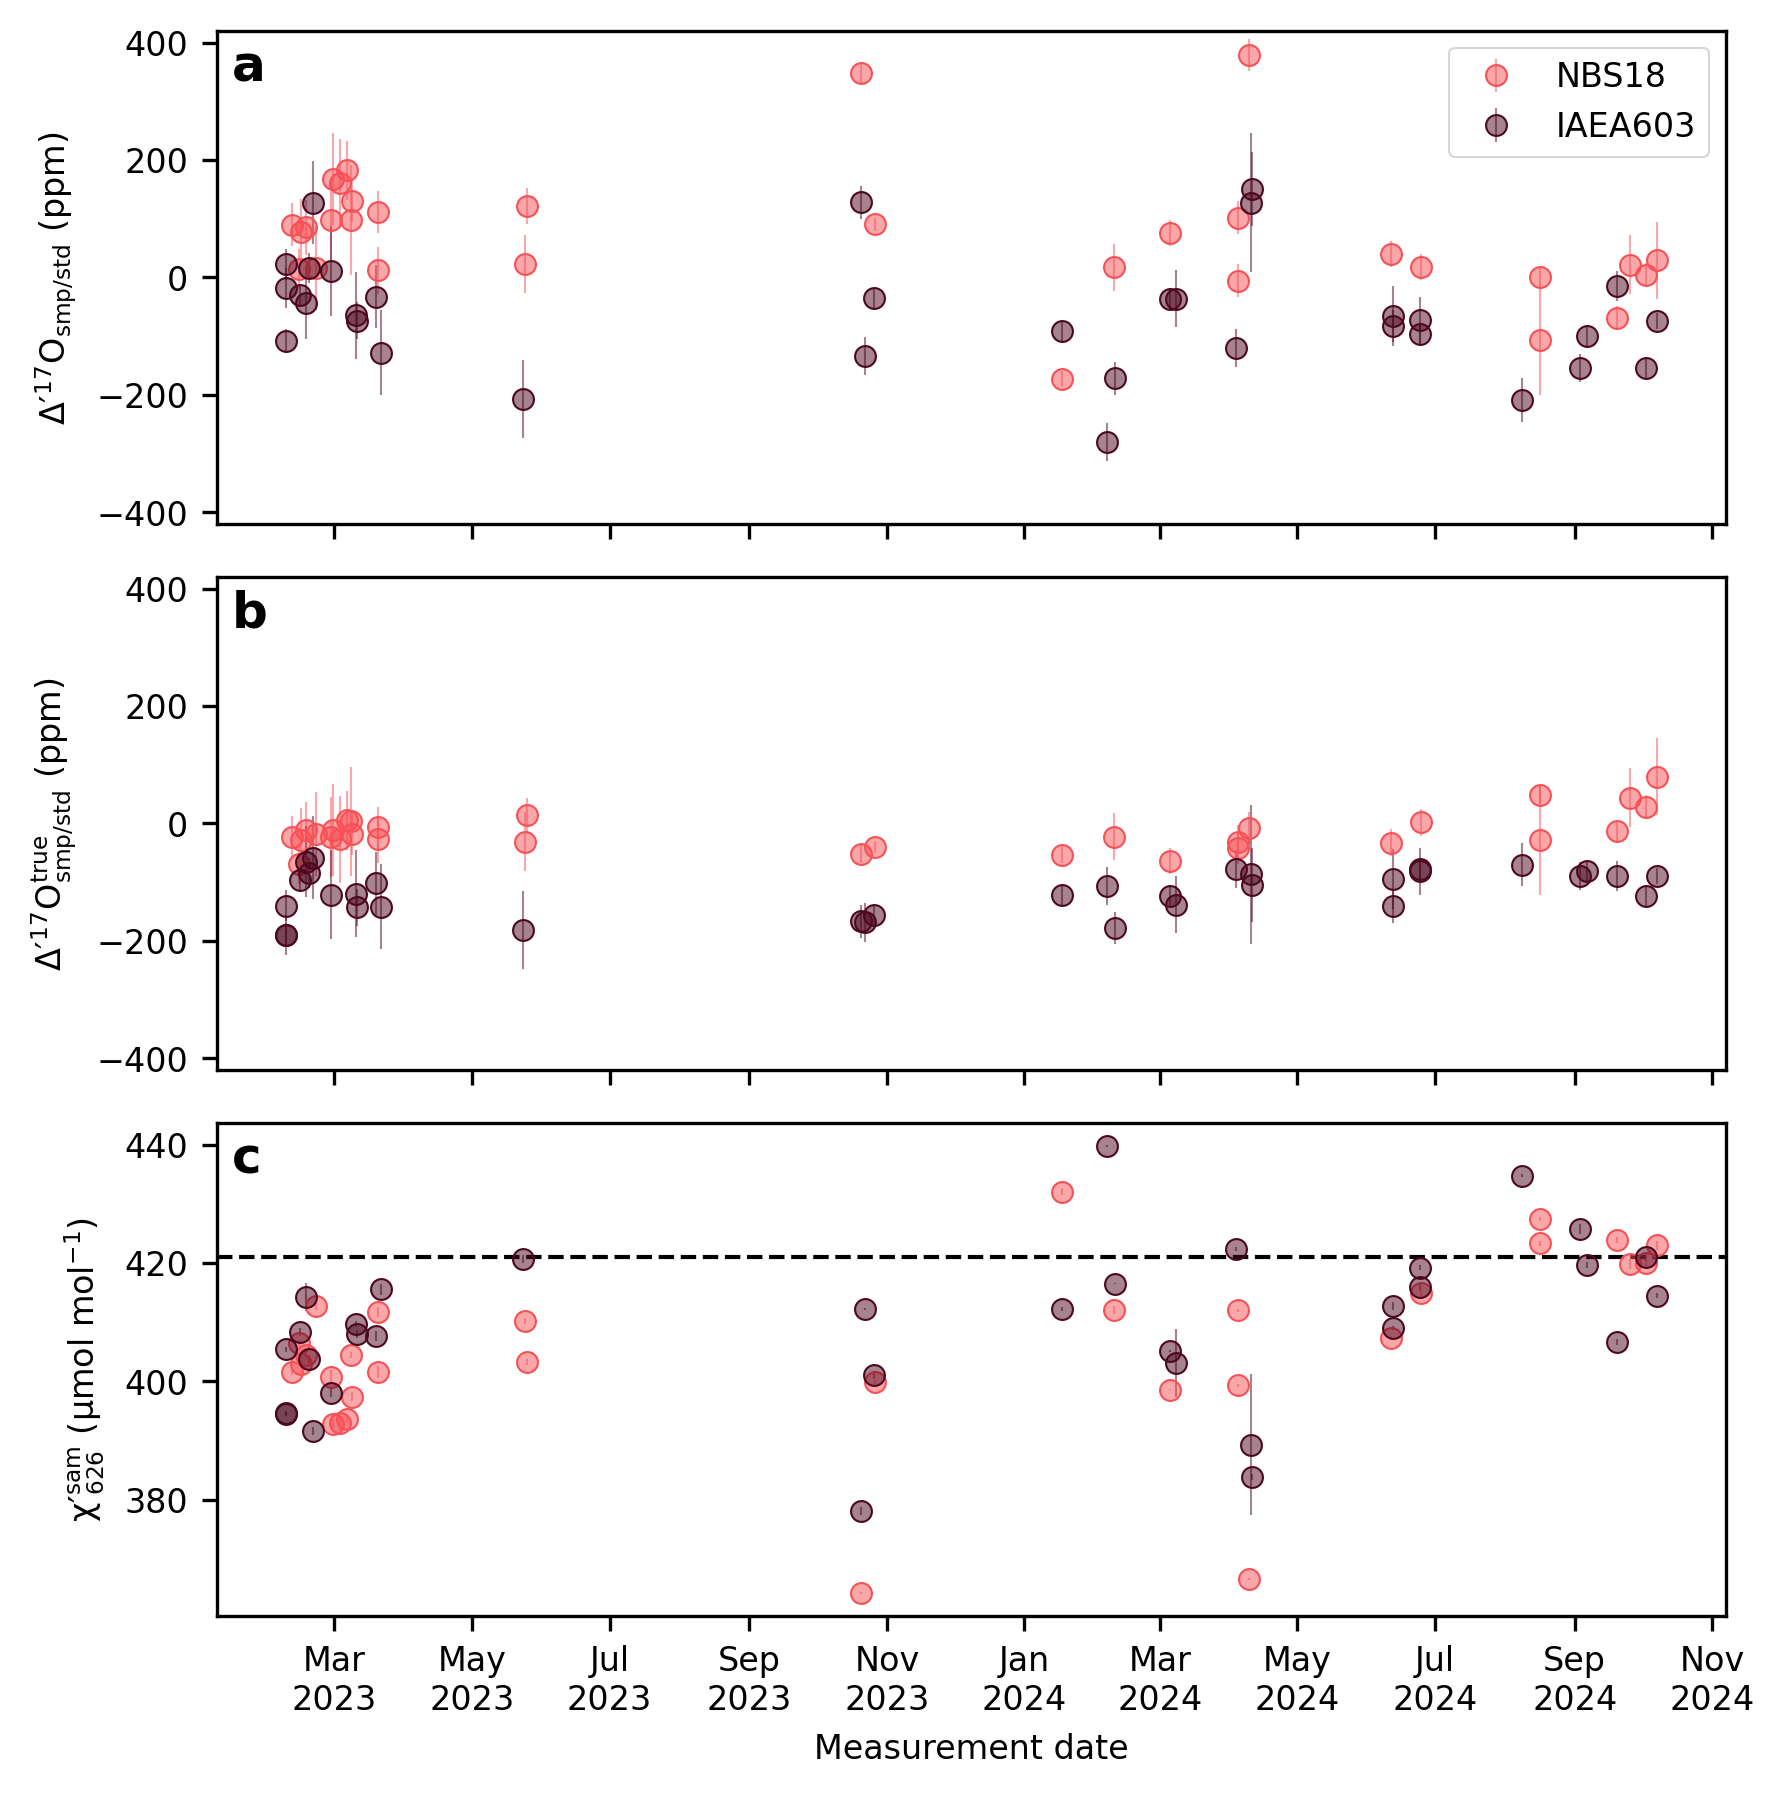 a
NBS18
IAEA603
400
200
0
−200
−400
Δ′¹⁷O_smp/std (ppm)
b
400
200
0
−200
−400
Δ′¹⁷O^true_smp/std (ppm)
c
440
420
400
380
χ′^sam_626 (μmol mol⁻¹)
Mar May Jul Sep Nov Jan Mar May Jul Sep Nov
2023 2023 2023 2023 2023 2024 2024 2024 2024 2024 2024
Measurement date